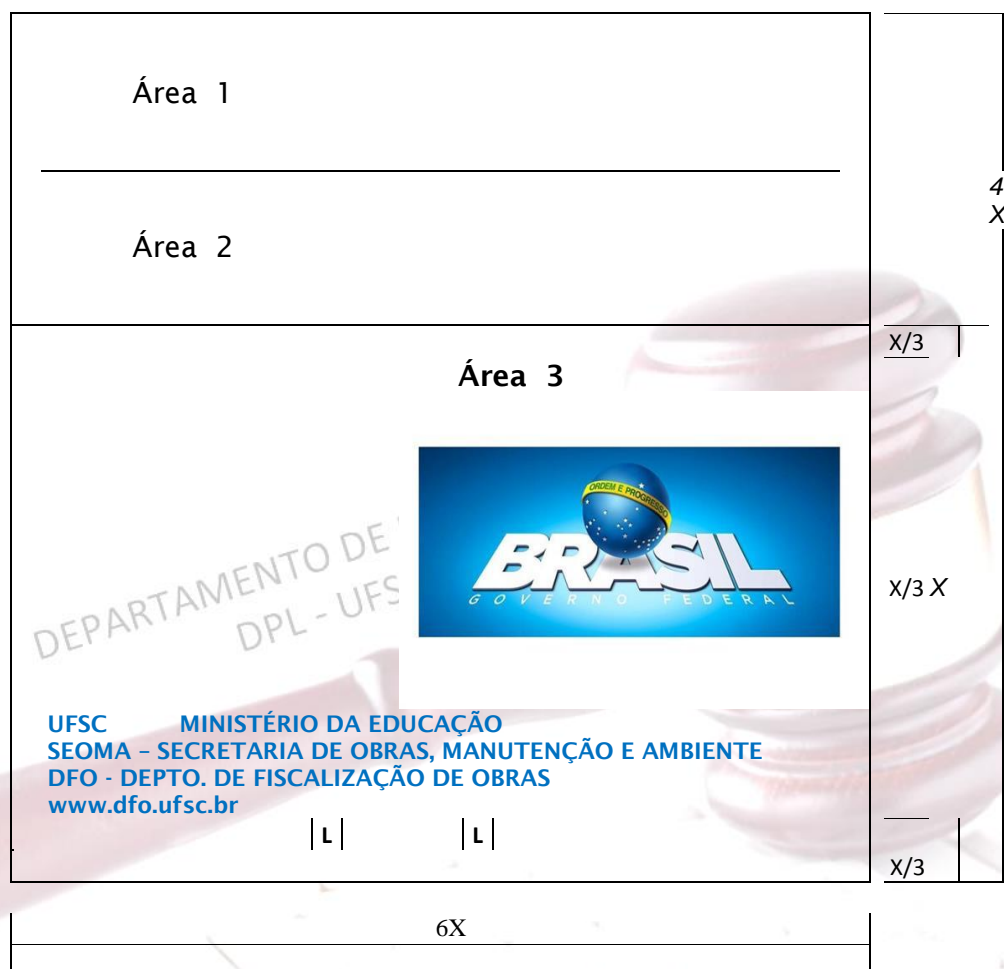 Área 1
4
X
Área 2
X/3
Área 3
ORDEM E PROGRESSO
BRASIL
GOVERNO FEDERAL
X/3 X
DEPARTAMENTO DE
DPL - UFS
UFSC MINISTÉRIO DA EDUCAÇÃO
SEOMA – SECRETARIA DE OBRAS, MANUTENÇÃO E AMBIENTE
DFO - DEPTO. DE FISCALIZAÇÃO DE OBRAS
www.dfo.ufsc.br
L L
X/3
6X